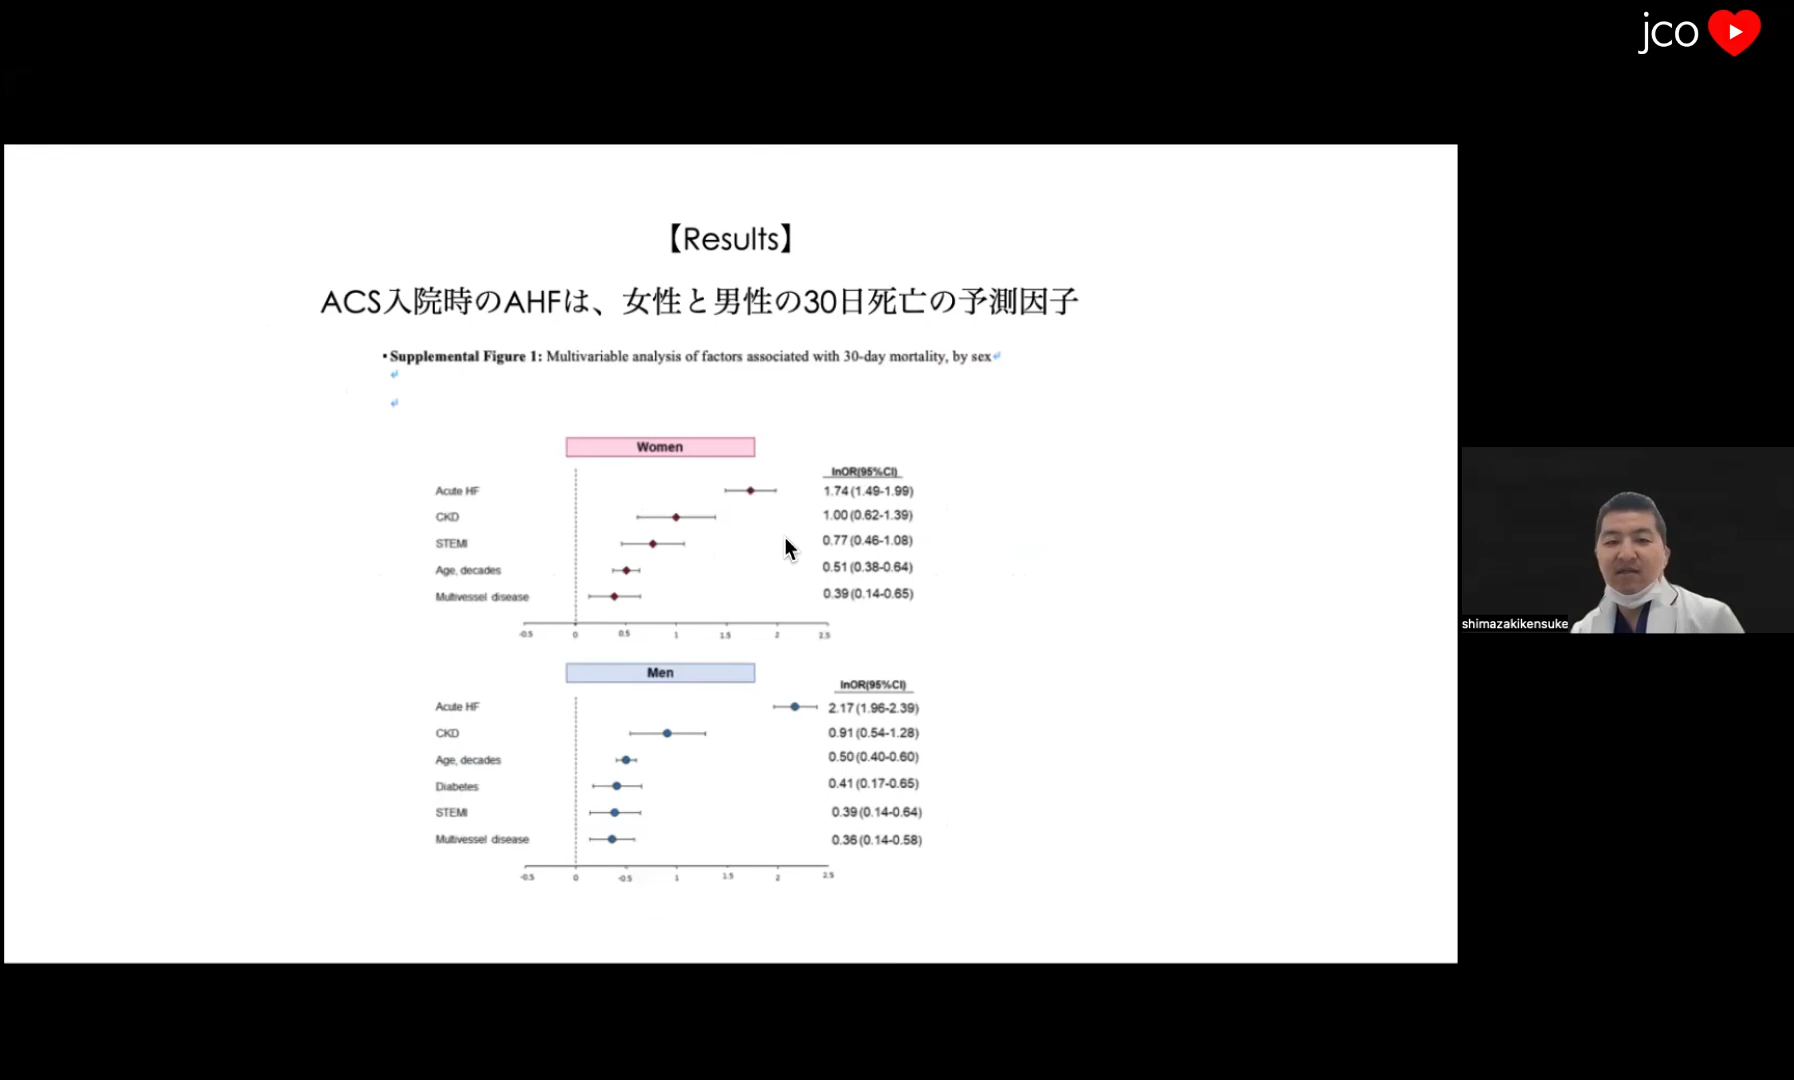 jco
【Results】
ACS入院時のAHFは、女性と男性の30日死亡の予測因子
• Supplemental Figure 1: Multivariable analysis of factors associated with 30-day mortality, by sex↵
↵
↵
Women
lnOR(95%CI)
Acute HF 1.74 (1.49-1.99)
CKD 1.00 (0.62-1.39)
STEMI 0.77 (0.46-1.08)
Age, decades 0.51 (0.38-0.64)
Multivessel disease 0.39 (0.14-0.65)
-0.5 0 0.5 1 1.5 2 2.5
Men
lnOR(95%CI)
Acute HF 2.17 (1.96-2.39)
CKD 0.91 (0.54-1.28)
Age, decades 0.50 (0.40-0.60)
Diabetes 0.41 (0.17-0.65)
STEMI 0.39 (0.14-0.64)
Multivessel disease 0.36 (0.14-0.58)
-0.5 0 -0.5 1 1.5 2 2.5
shimazakikensuke